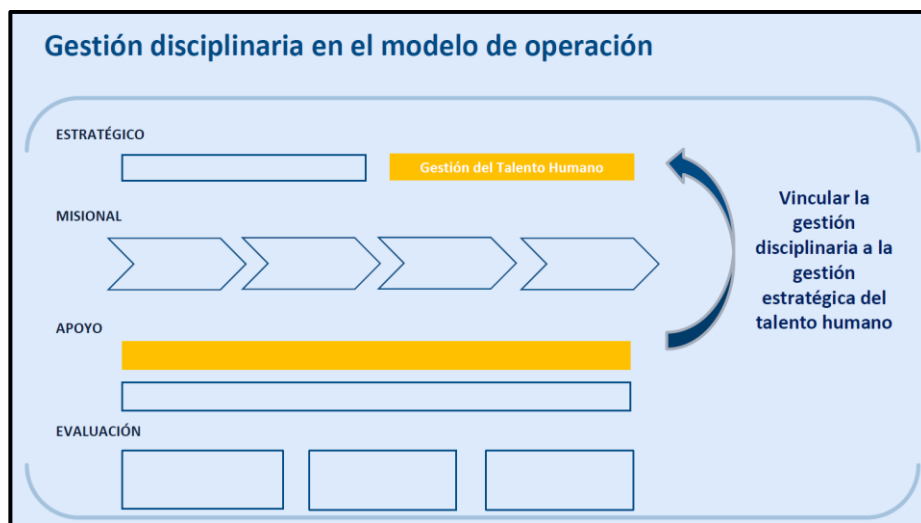 Gestión disciplinaria en el modelo de operación
ESTRATÉGICO
Gestión del Talento Humano
MISIONAL
Vincular la
gestión
disciplinaria a la
gestión
estratégica del
talento humano
APOYO
EVALUACIÓN